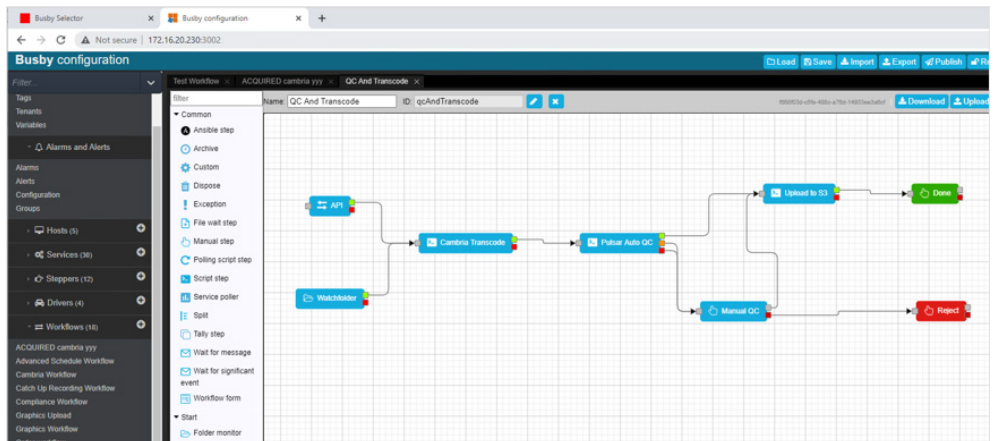 Busby Selector
Busby configuration
Not secure | 172.16.20.230:3002
Busby configuration
Load Save Import Export Publish
Filter...
Test Workflow
ACQUIRED cambria yyy
QC And Transcode
Tags
Tenants
Variables
Alarms and Alerts
Alarms
Alerts
Configuration
Groups
Hosts (5)
Services (30)
Steppers (12)
Drivers (4)
Workflows (18)
ACQUIRED cambria yyy
Advanced Schedule Workflow
Cambria Workflow
Catch Up Recording Workflow
Compliance Workflow
Graphics Upload
Graphics Workflow
filter
Common
Ansible step
Archive
Custom
Dispose
Exception
File wait step
Manual step
Polling script step
Script step
Service poller
Split
Tally step
Wait for message
Wait for significant
event
Workflow form
Start
Folder monitor
Name: QC And Transcode
ID: qcAndTranscode
Download Upload
API
Watchfolder
Cambria Transcode
Pulsar Auto QC
Upload to S3
Done
Manual QC
Reject